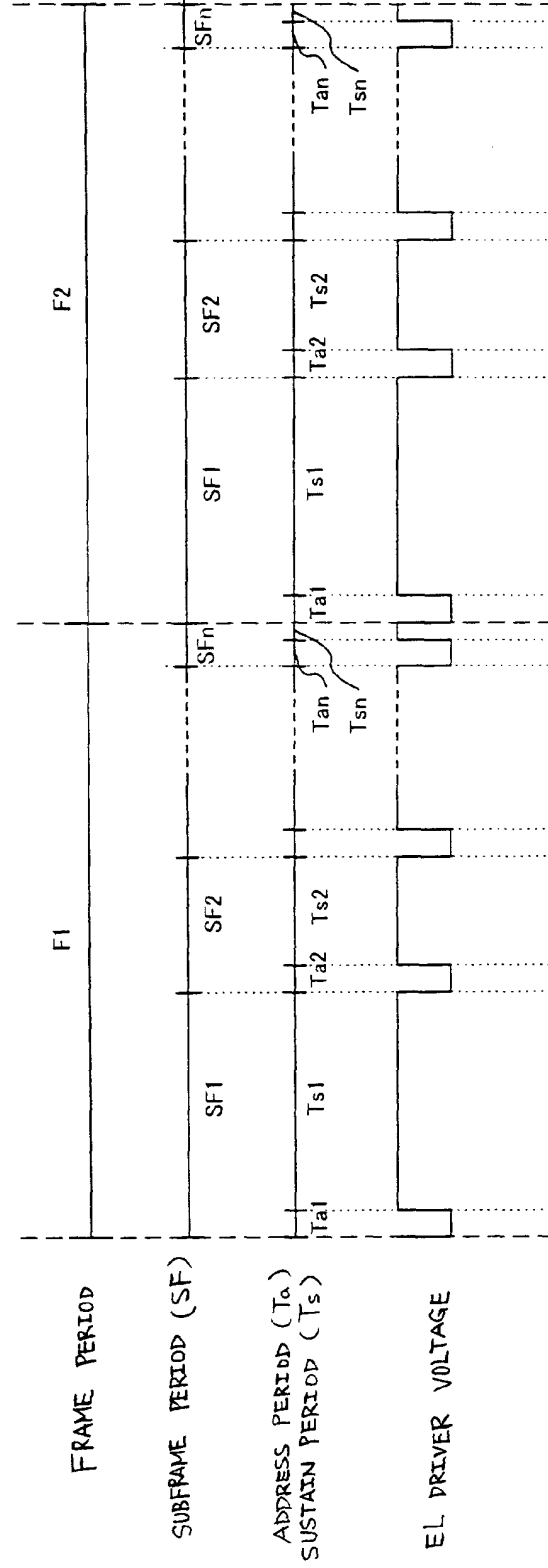 FRAME PERIOD F1 F2
SUBFRAME PERIOD (SF) SF1 SF2 SFn SF1 SF2 SFn
ADDRESS PERIOD (Ta)
SUSTAIN PERIOD (Ts) Ta1 Ts1 Ta2 Ts2 Tan Ta1 Ts1 Ta2 Ts2 Tan
Tsn Tsn
EL DRIVER VOLTAGE